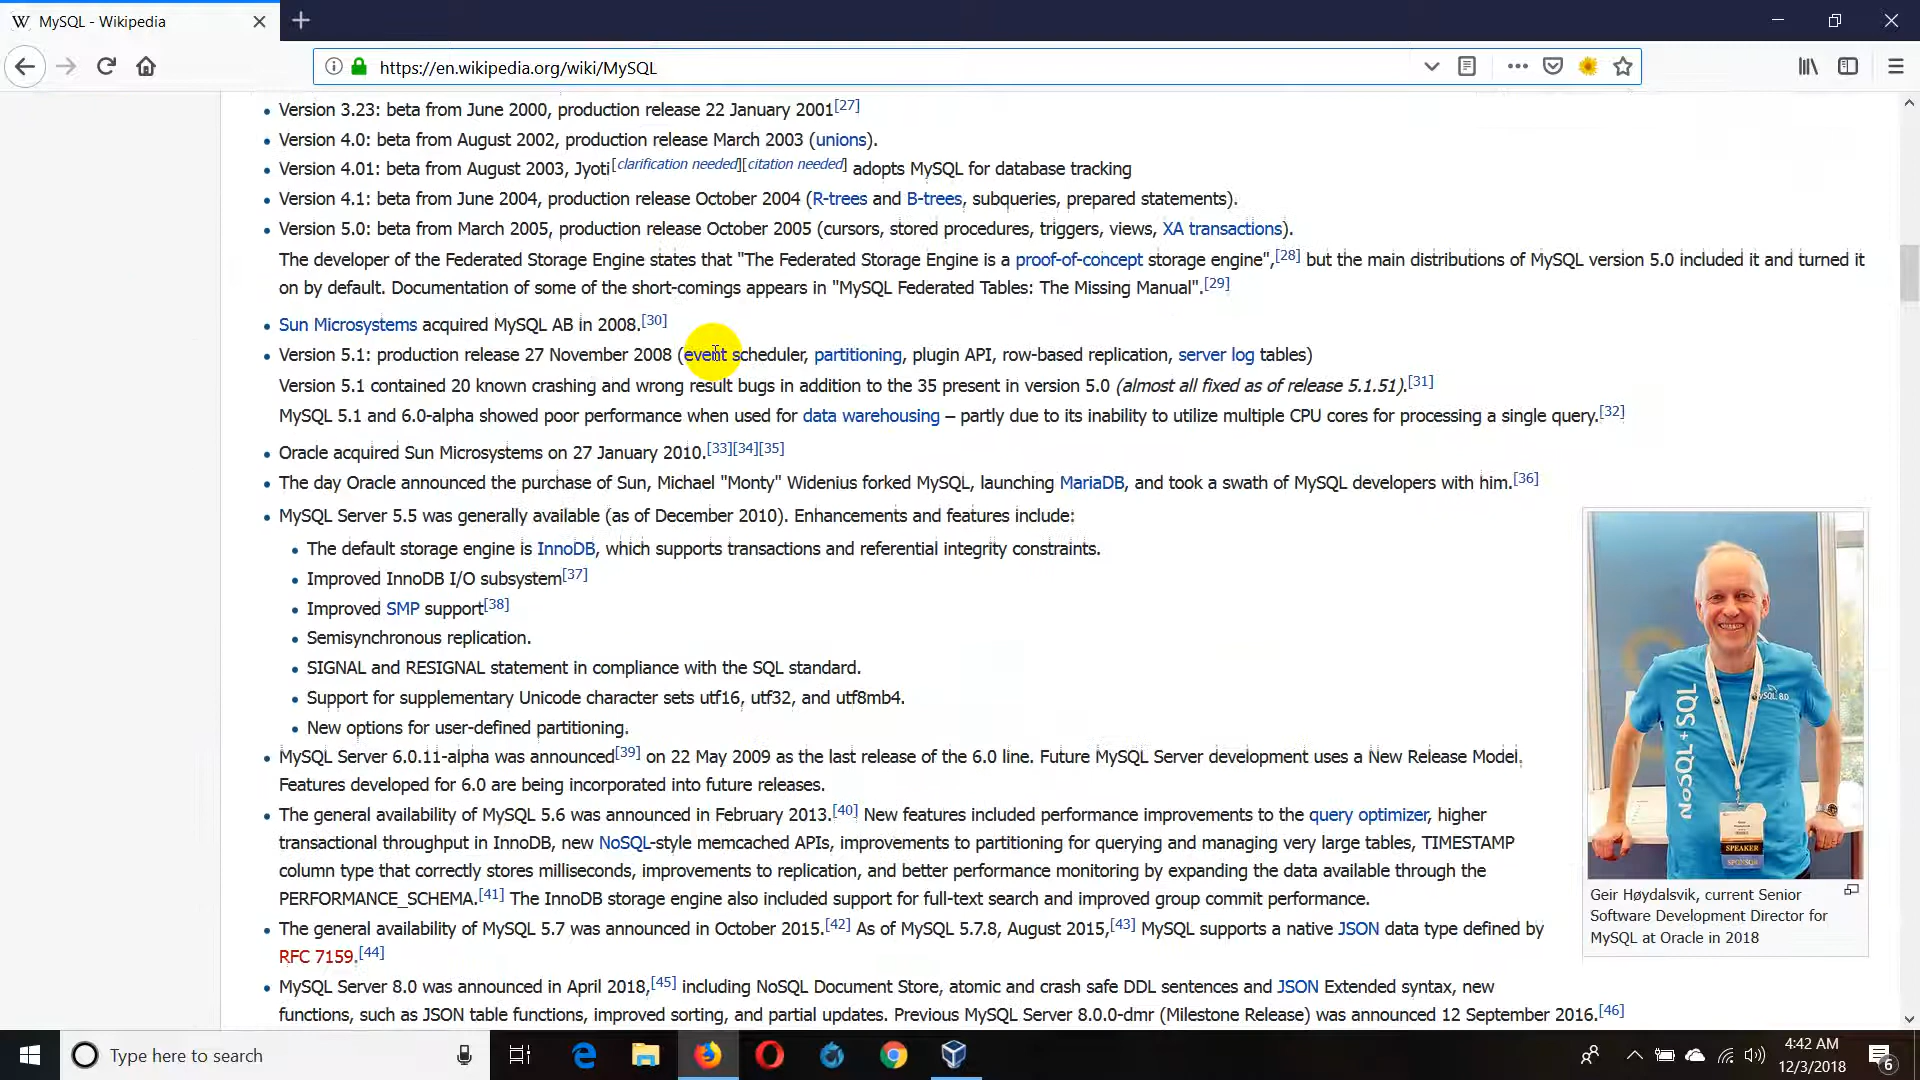 MySQL - Wikipedia
https://en.wikipedia.org/wiki/MySQL
Version 3.23: beta from June 2000, production release 22 January 2001[27]
Version 4.0: beta from August 2002, production release March 2003 (unions).
Version 4.01: beta from August 2003, Jyoti[clarification needed][citation needed] adopts MySQL for database tracking
Version 4.1: beta from June 2004, production release October 2004 (R-trees and B-trees, subqueries, prepared statements).
Version 5.0: beta from March 2005, production release October 2005 (cursors, stored procedures, triggers, views, XA transactions).
The developer of the Federated Storage Engine states that "The Federated Storage Engine is a proof-of-concept storage engine",[28] but the main distributions of MySQL version 5.0 included it and turned it
on by default. Documentation of some of the short-comings appears in "MySQL Federated Tables: The Missing Manual".[29]
Sun Microsystems acquired MySQL AB in 2008.[30]
Version 5.1: production release 27 November 2008 (event scheduler, partitioning, plugin API, row-based replication, server log tables)
Version 5.1 contained 20 known crashing and wrong result bugs in addition to the 35 present in version 5.0 (almost all fixed as of release 5.1.51).[31]
MySQL 5.1 and 6.0-alpha showed poor performance when used for data warehousing – partly due to its inability to utilize multiple CPU cores for processing a single query.[32]
Oracle acquired Sun Microsystems on 27 January 2010.[33][34][35]
The day Oracle announced the purchase of Sun, Michael "Monty" Widenius forked MySQL, launching MariaDB, and took a swath of MySQL developers with him.[36]
MySQL Server 5.5 was generally available (as of December 2010). Enhancements and features include:
The default storage engine is InnoDB, which supports transactions and referential integrity constraints.
Improved InnoDB I/O subsystem[37]
Improved SMP support[38]
Semisynchronous replication.
SIGNAL and RESIGNAL statement in compliance with the SQL standard.
Support for supplementary Unicode character sets utf16, utf32, and utf8mb4.
New options for user-defined partitioning.
MySQL Server 6.0.11-alpha was announced[39] on 22 May 2009 as the last release of the 6.0 line. Future MySQL Server development uses a New Release Model.
Features developed for 6.0 are being incorporated into future releases.
The general availability of MySQL 5.6 was announced in February 2013.[40] New features included performance improvements to the query optimizer, higher
transactional throughput in InnoDB, new NoSQL-style memcached APIs, improvements to partitioning for querying and managing very large tables, TIMESTAMP
column type that correctly stores milliseconds, improvements to replication, and better performance monitoring by expanding the data available through the
PERFORMANCE_SCHEMA.[41] The InnoDB storage engine also included support for full-text search and improved group commit performance.
The general availability of MySQL 5.7 was announced in October 2015.[42] As of MySQL 5.7.8, August 2015,[43] MySQL supports a native JSON data type defined by
RFC 7159.[44]
MySQL Server 8.0 was announced in April 2018,[45] including NoSQL Document Store, atomic and crash safe DDL sentences and JSON Extended syntax, new
functions, such as JSON table functions, improved sorting, and partial updates. Previous MySQL Server 8.0.0-dmr (Milestone Release) was announced 12 September 2016.[46]
NoSQL + SQL
MySQL 8.0
SPEAKER
SPONSOR
Geir Høydalsvik, current Senior
Software Development Director for
MySQL at Oracle in 2018
Type here to search
4:42 AM
12/3/2018
6